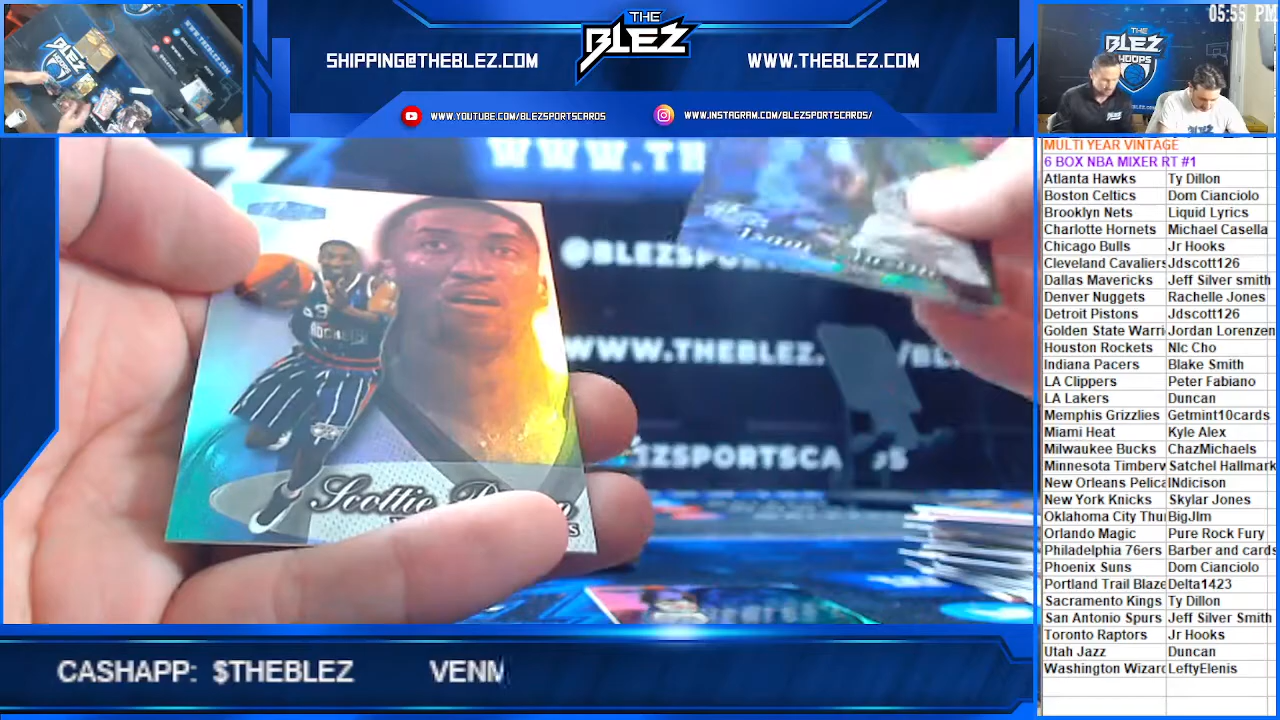 05:55 PM
THE
BLEZ
SHIPPING@THEBLEZ.COM
WWW.THEBLEZ.COM
WWW.YOUTUBE.COM/BLEZSPORTSCARDS
WWW.INSTAGRAM.COM/BLEZSPORTSCARDS/
THE
BLEZ
HOOPS
MULTI YEAR VINTAGE
6 BOX NBA MIXER RT #1
Atlanta Hawks Ty Dillon
Boston Celtics Dom Cianciolo
Brooklyn Nets Liquid Lyrics
Charlotte Hornets Michael Casella
Chicago Bulls Jr Hooks
Cleveland Cavaliers Jdscott126
Dallas Mavericks Jeff Silver smith
Denver Nuggets Rachelle Jones
Detroit Pistons Jdscott126
Golden State Warri Jordan Lorenzen
Houston Rockets NIc Cho
Indiana Pacers Blake Smith
LA Clippers Peter Fabiano
LA Lakers Duncan
Memphis Grizzlies Getmint10cards
Miami Heat Kyle Alex
Milwaukee Bucks ChazMichaels
Minnesota Timberw Satchel Hallmark
New Orleans Pelica INdicison
New York Knicks Skylar Jones
Oklahoma City Thu BigJIm
Orlando Magic Pure Rock Fury
Philadelphia 76ers Barber and cards
Phoenix Suns Dom Cianciolo
Portland Trail Blaze Delta1423
Sacramento Kings Ty Dillon
San Antonio Spurs Jeff Silver Smith
Toronto Raptors Jr Hooks
Utah Jazz Duncan
Washington Wizard LeftyElenis
WWW.TH
@BLEZSP
WWW.THEBLEZ.
Scottie
CASHAPP: $THEBLEZ VENM